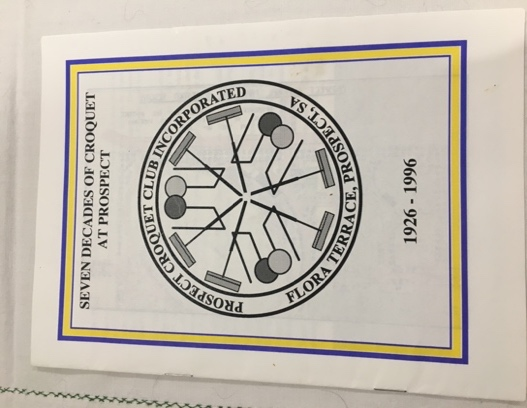 SEVEN DECADES OF CROQUET
AT PROSPECT
PROSPECT CROQUET CLUB INCORPORATED
FLORA TERRACE, PROSPECT, SA
1926 - 1996